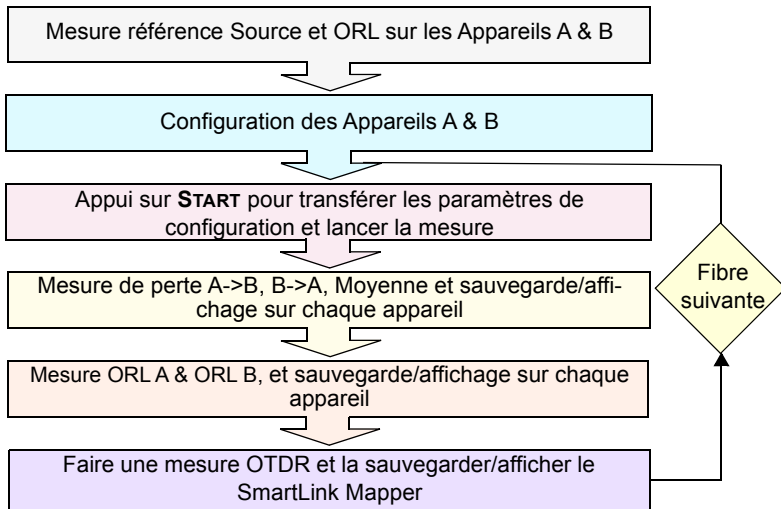 Mesure référence Source et ORL sur les Appareils A & B
Configuration des Appareils A & B
Appui sur START pour transférer les paramètres de
configuration et lancer la mesure
Mesure de perte A->B, B->A, Moyenne et sauvegarde/affi-
chage sur chaque appareil
Fibre
suivante
Mesure ORL A & ORL B, et sauvegarde/affichage sur chaque
appareil
Faire une mesure OTDR et la sauvegarder/afficher le
SmartLink Mapper